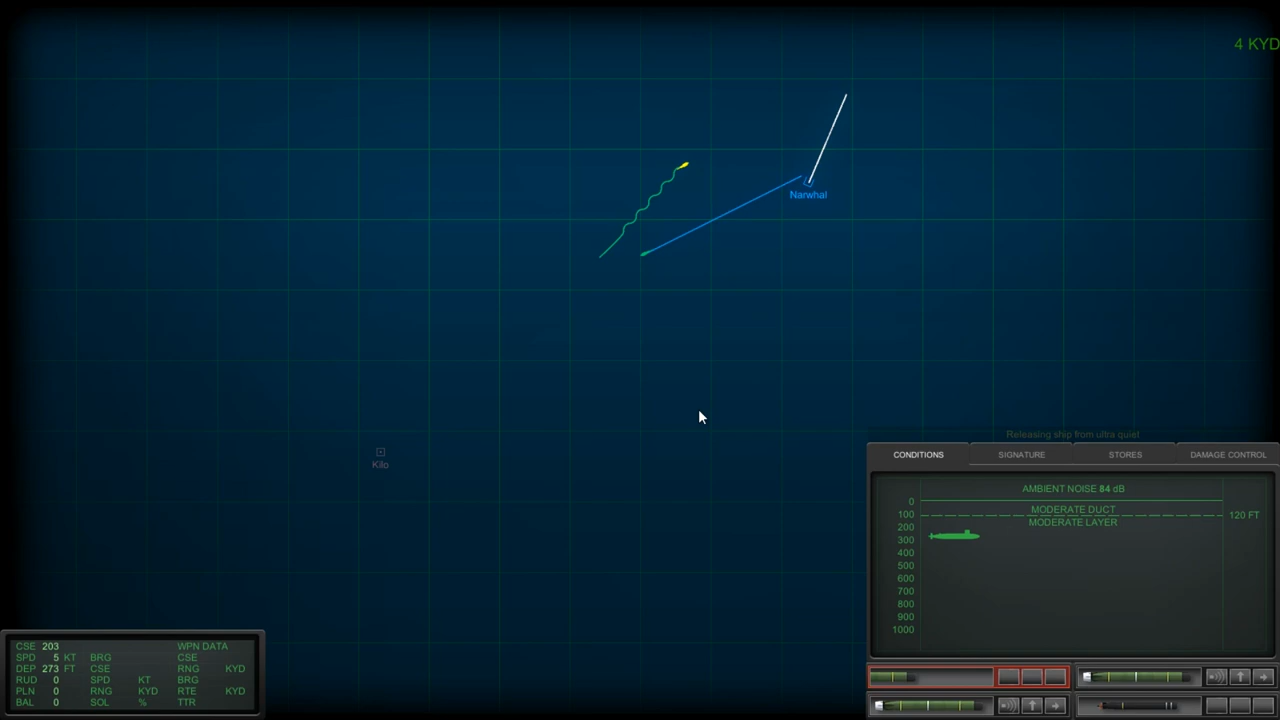 4 KYD
Narwhal
Kilo
Releasing ship from ultra quiet
CONDITIONS SIGNATURE STORES DAMAGE CONTROL
AMBIENT NOISE 84 dB
0
100 MODERATE DUCT 120 FT
200 MODERATE LAYER
300
400
500
600
700
800
900
1000
CSE 203 WPN DATA
SPD 5 KT BRG CSE
DEP 273 FT CSE RNG KYD
RUD 0 SPD KT BRG
PLN 0 RNG KYD RTE KYD
BAL 0 SOL % TTR